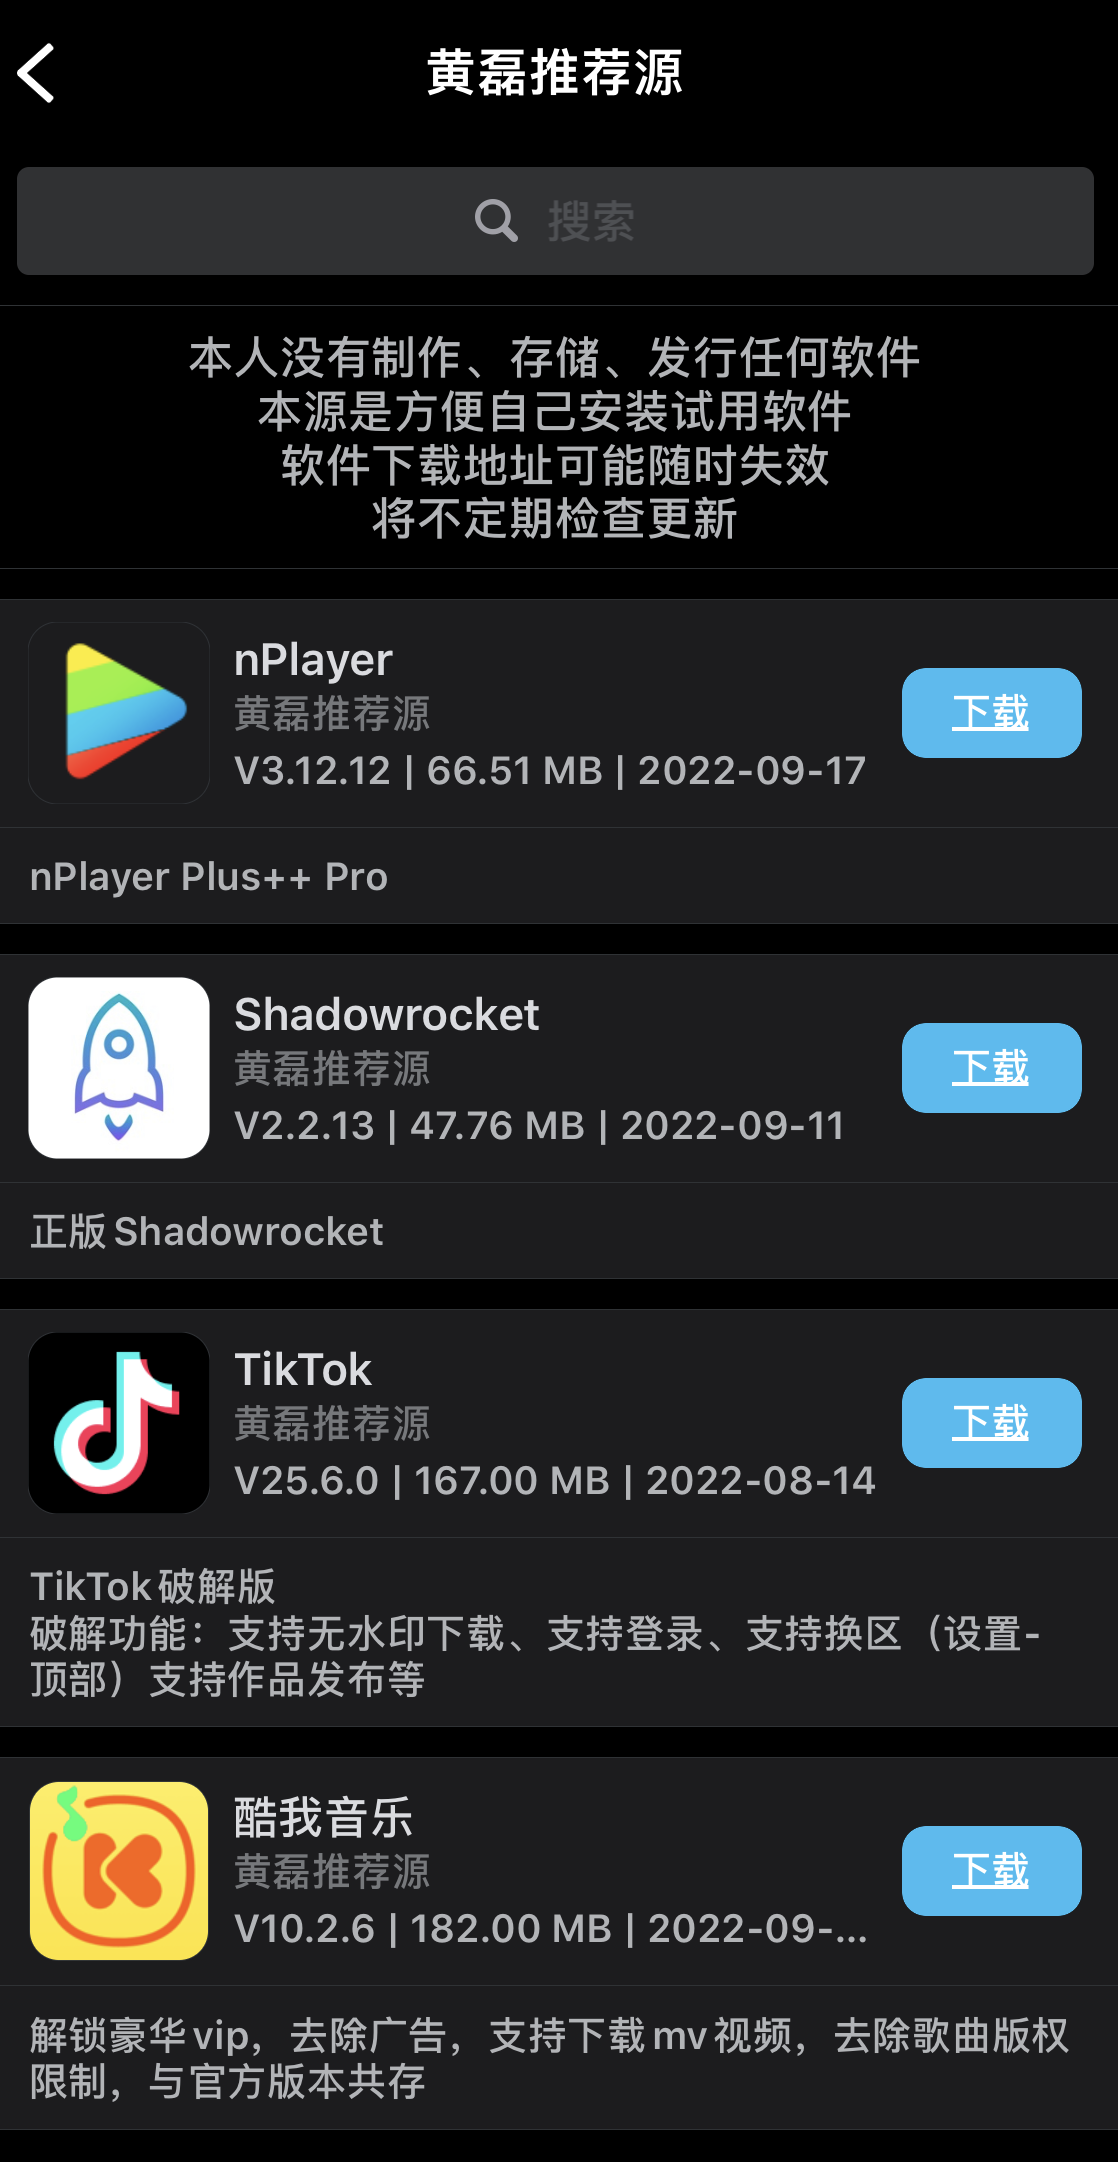 黄磊推荐源
搜索
本人没有制作、存储、发行任何软件
本源是方便自己安装试用软件
软件下载地址可能随时失效
将不定期检查更新
nPlayer
黄磊推荐源
V3.12.12 | 66.51 MB | 2022-09-17
下载
nPlayer Plus++ Pro
Shadowrocket
黄磊推荐源
V2.2.13 | 47.76 MB | 2022-09-11
下载
正版Shadowrocket
TikTok
黄磊推荐源
V25.6.0 | 167.00 MB | 2022-08-14
下载
TikTok破解版
破解功能：支持无水印下载、支持登录、支持换区（设置-
顶部）支持作品发布等
酷我音乐
黄磊推荐源
V10.2.6 | 182.00 MB | 2022-09-...
下载
解锁豪华vip，去除广告，支持下载mv视频，去除歌曲版权
限制，与官方版本共存